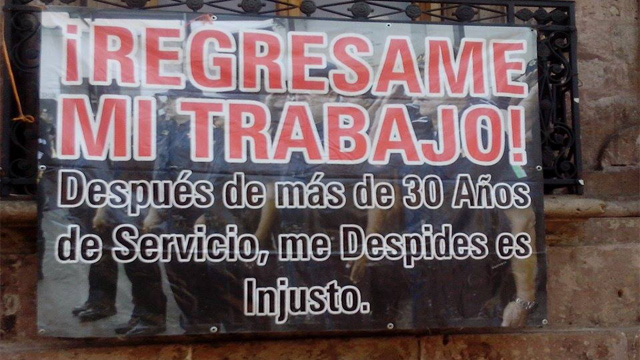 ¡REGRESAME
MI TRABAJO!
Después de más de 30 Años
de Servicio, me Despides es
Injusto.